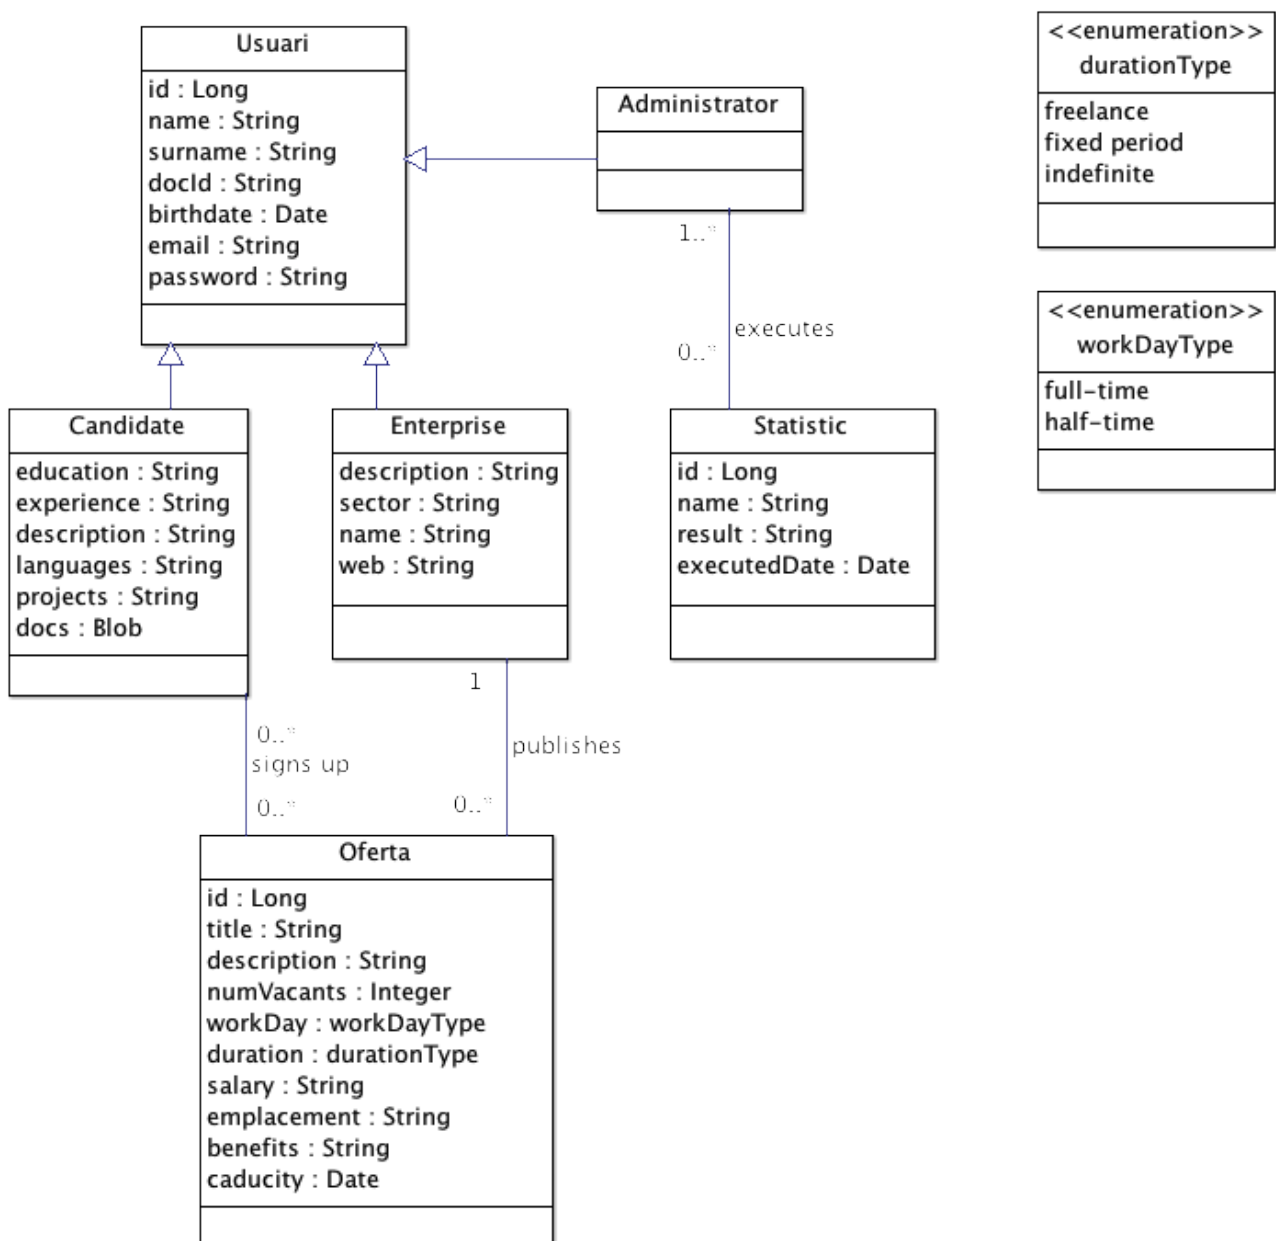 Usuari
id : Long
name : String
surname : String
docId : String
birthdate : Date
email : String
password : String
Administrator
<<enumeration>>
durationType
freelance
fixed period
indefinite
<<enumeration>>
workDayType
full-time
half-time
1..*
executes
0..*
Candidate
education : String
experience : String
description : String
languages : String
projects : String
docs : Blob
Enterprise
description : String
sector : String
name : String
web : String
Statistic
id : Long
name : String
result : String
executedDate : Date
0..*
signs up
0..*
1
publishes
0..*
Oferta
id : Long
title : String
description : String
numVacants : Integer
workDay : workDayType
duration : durationType
salary : String
emplacement : String
benefits : String
caducity : Date